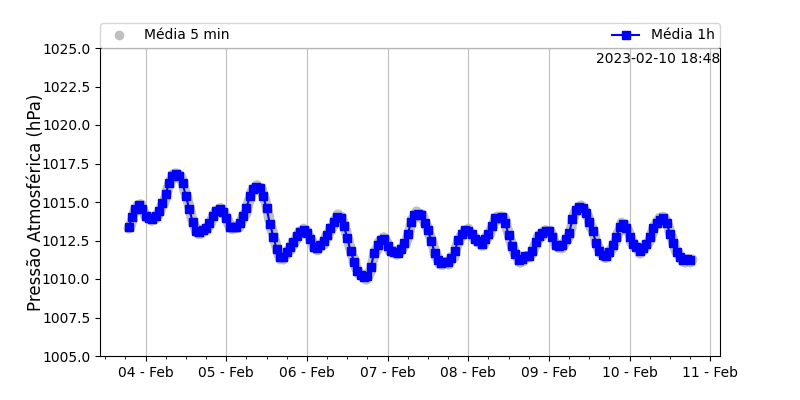 Média 5 min
Média 1h
2023-02-10 18:48
Pressão Atmosférica (hPa)
1025.0
1022.5
1020.0
1017.5
1015.0
1012.5
1010.0
1007.5
1005.0
04 - Feb
05 - Feb
06 - Feb
07 - Feb
08 - Feb
09 - Feb
10 - Feb
11 - Feb